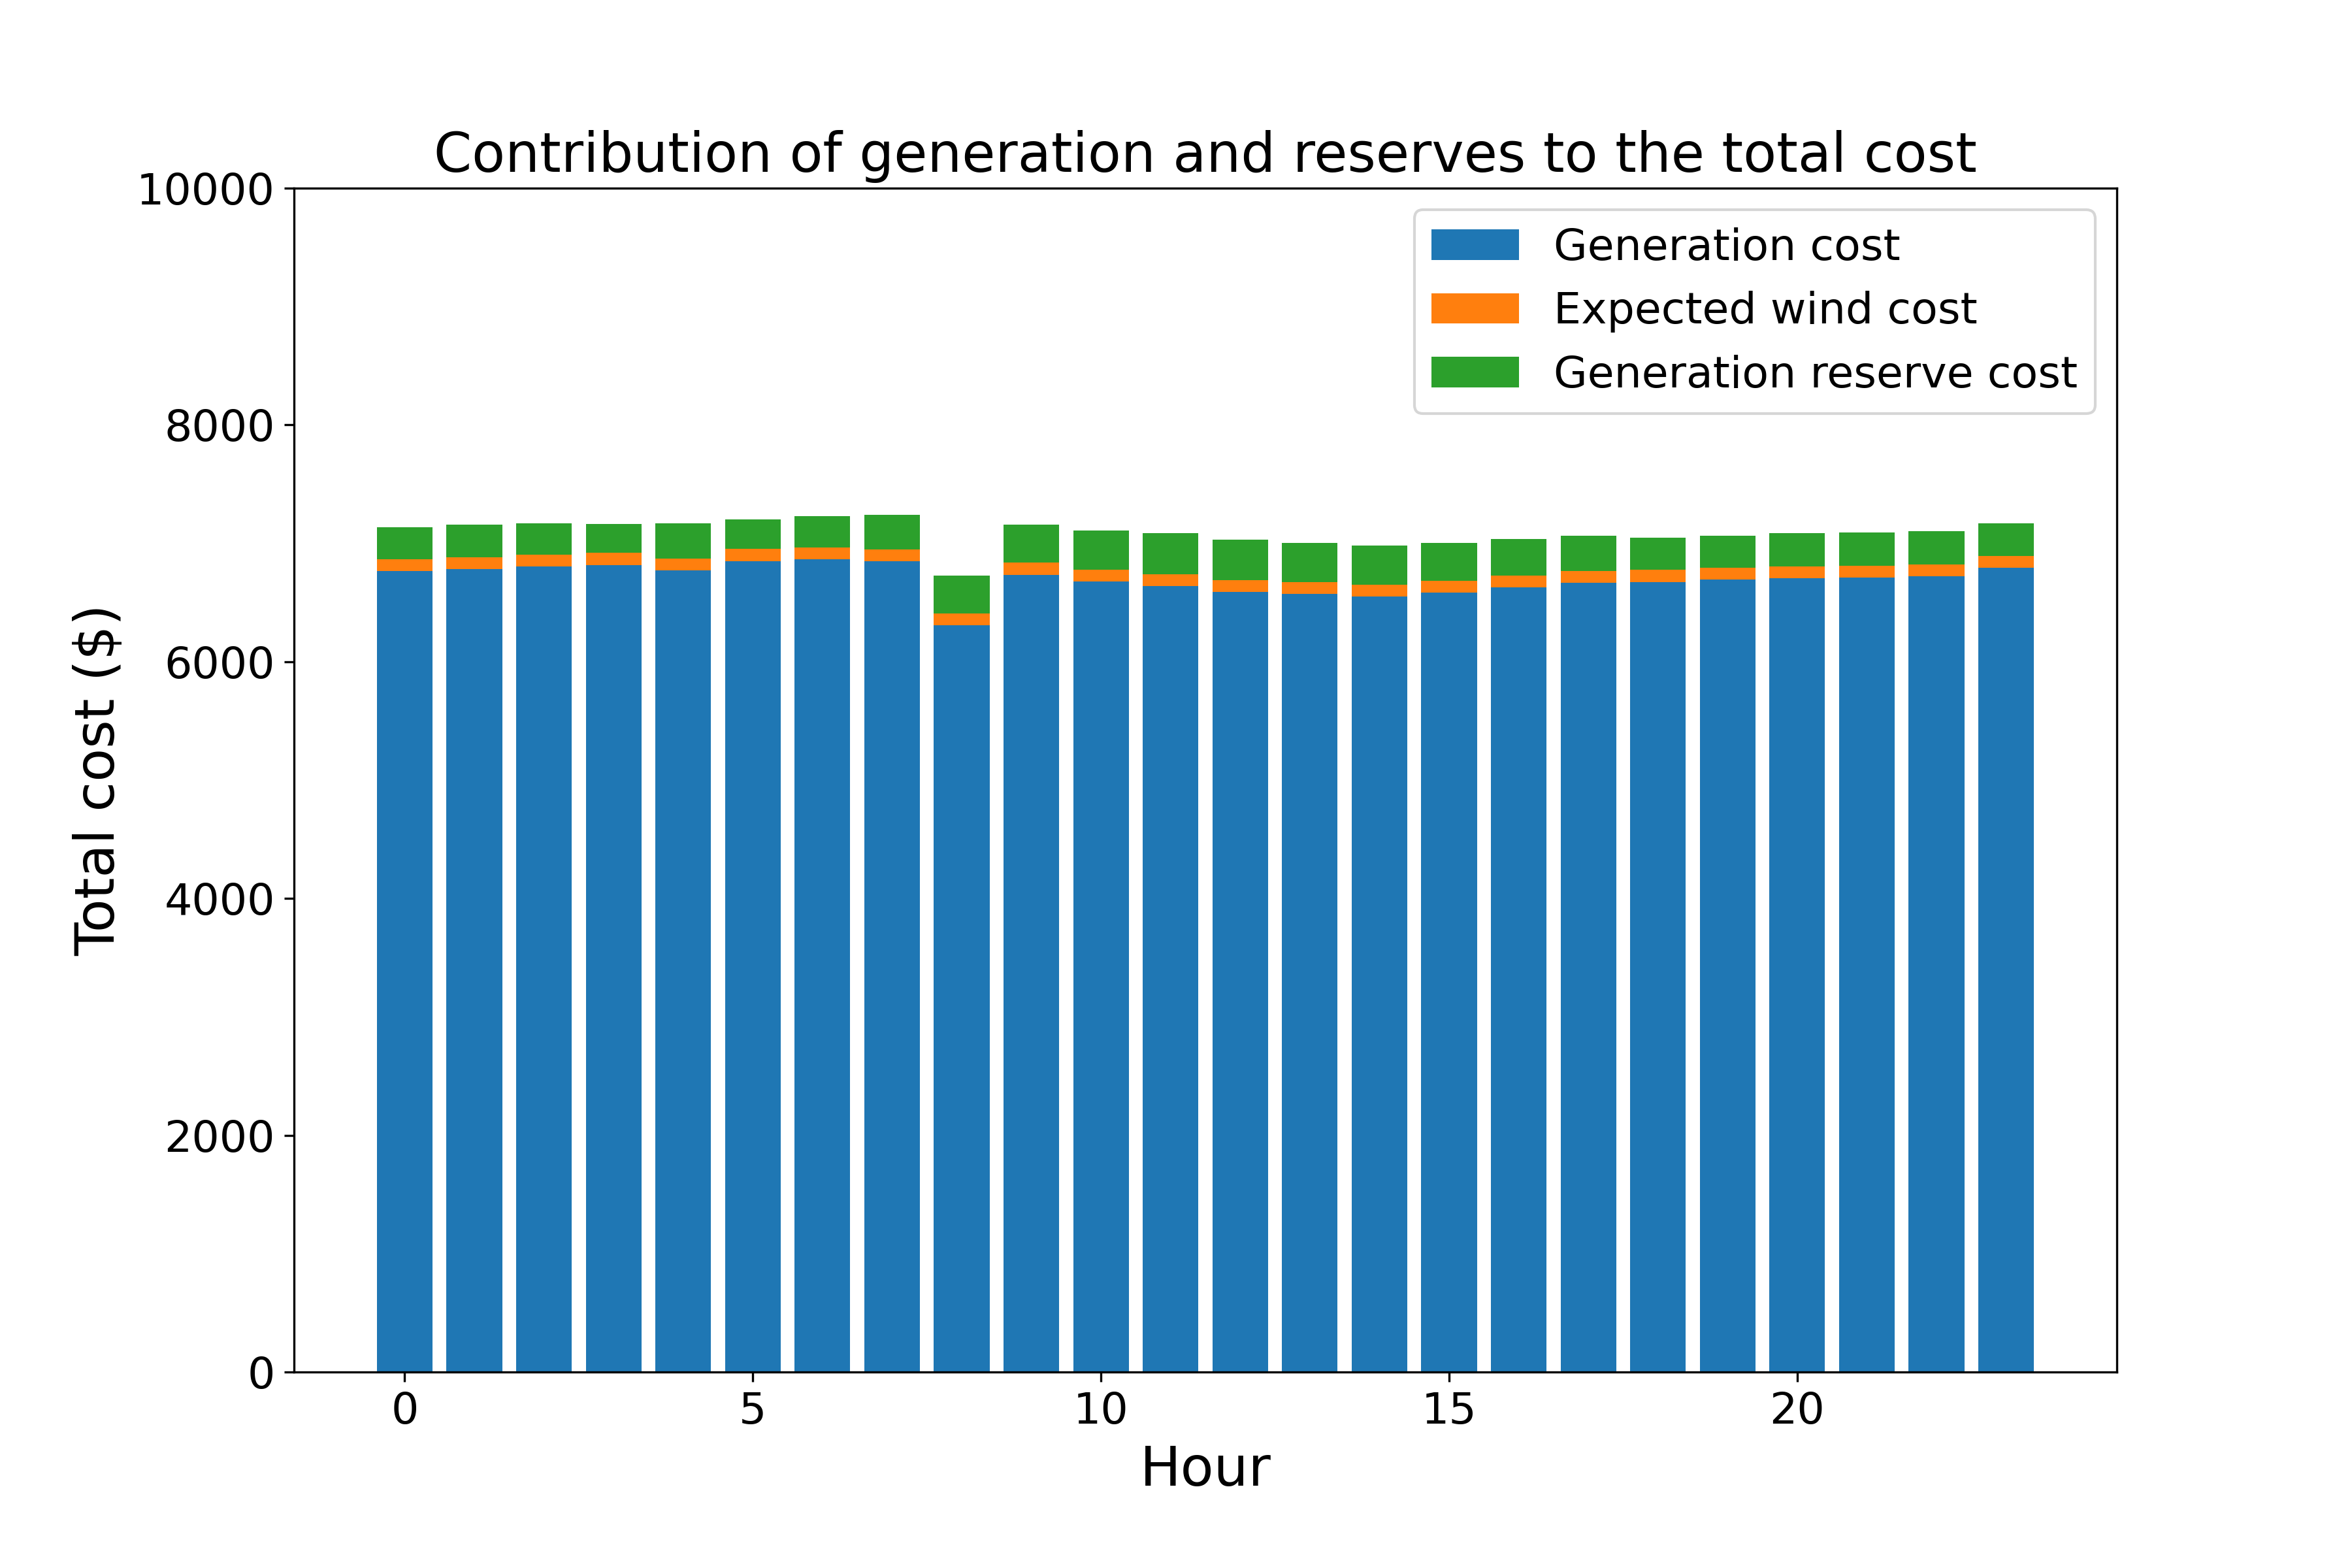 Contribution of generation and reserves to the total cost
10000
8000
6000
4000
2000
0
Total cost ($)
Generation cost
Expected wind cost
Generation reserve cost
0 5 10 15 20
Hour